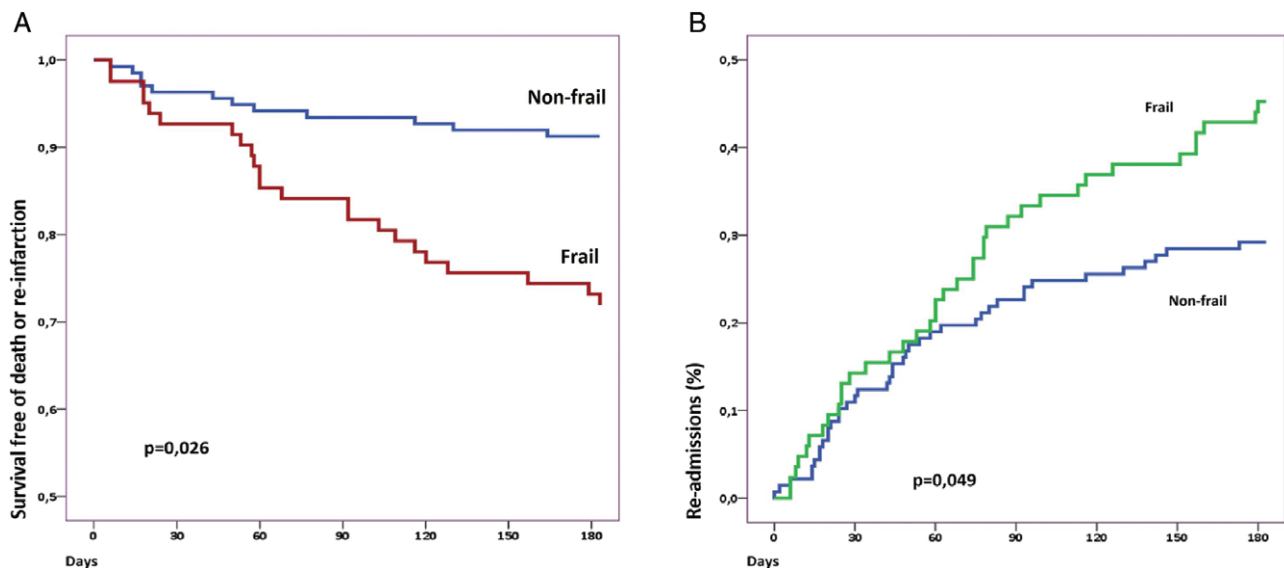 A
Survival free of death or re-infarction
1,0
0,9
0,8
0,7
0,6
0,5
Non-frail
Frail
p=0,026
0 30 60 90 120 150 180
Days
B
Re-admissions (%)
0,5
0,4
0,3
0,2
0,1
0,0
Frail
Non-frail
p=0,049
0 30 60 90 120 150 180
Days